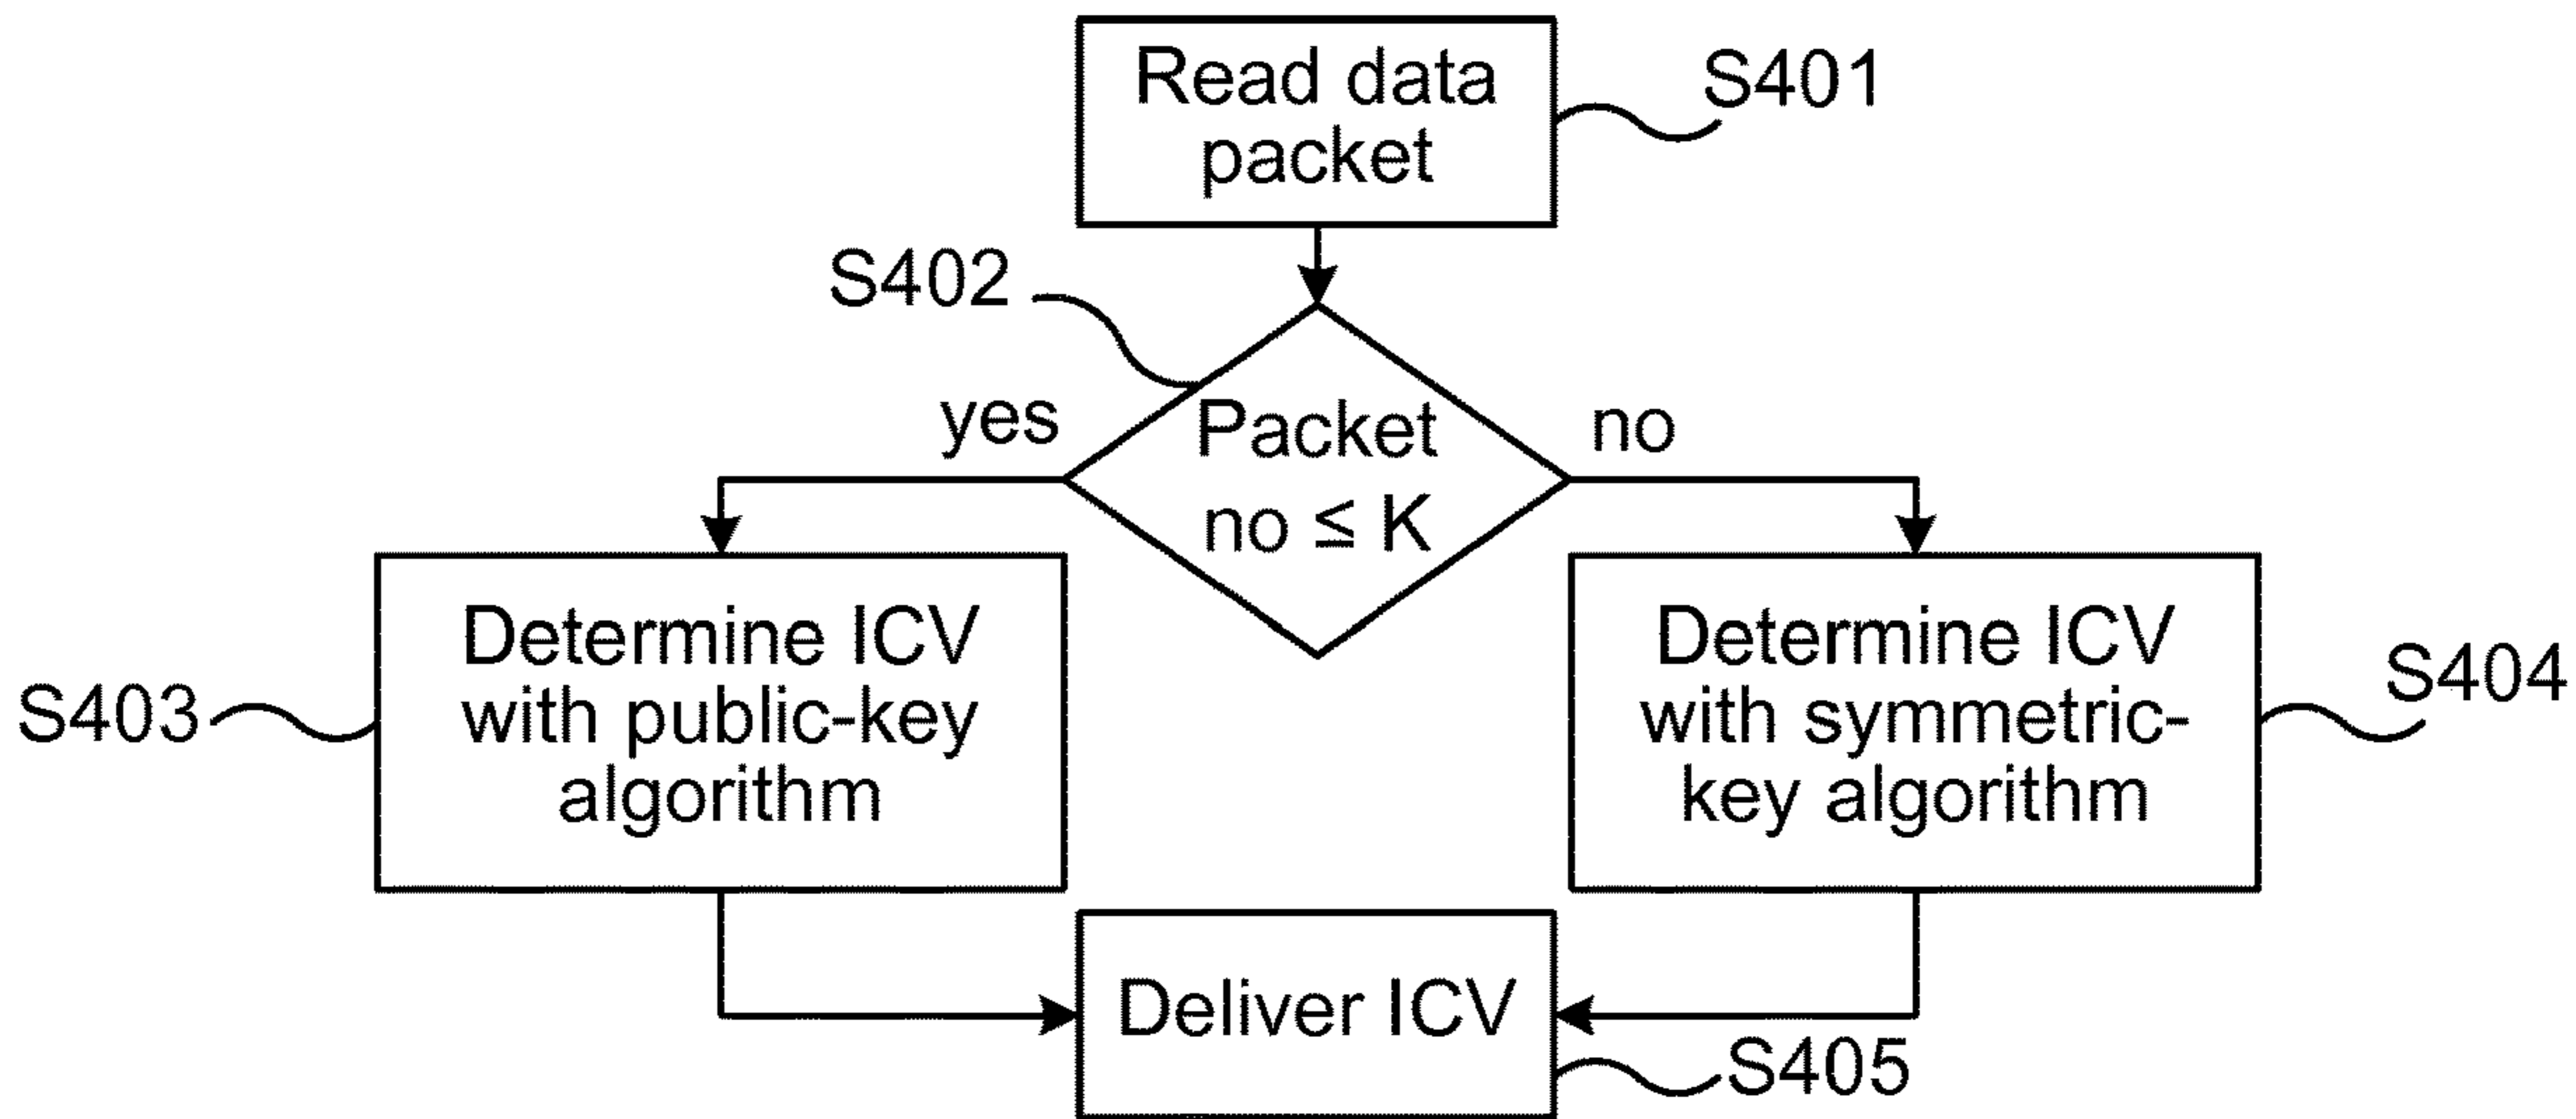 Read data
packet
S401
S402
yes
Packet
no ≤ K
no
Determine ICV
with public-key
algorithm
S403
Determine ICV
with symmetric-
key algorithm
S404
Deliver ICV
S405